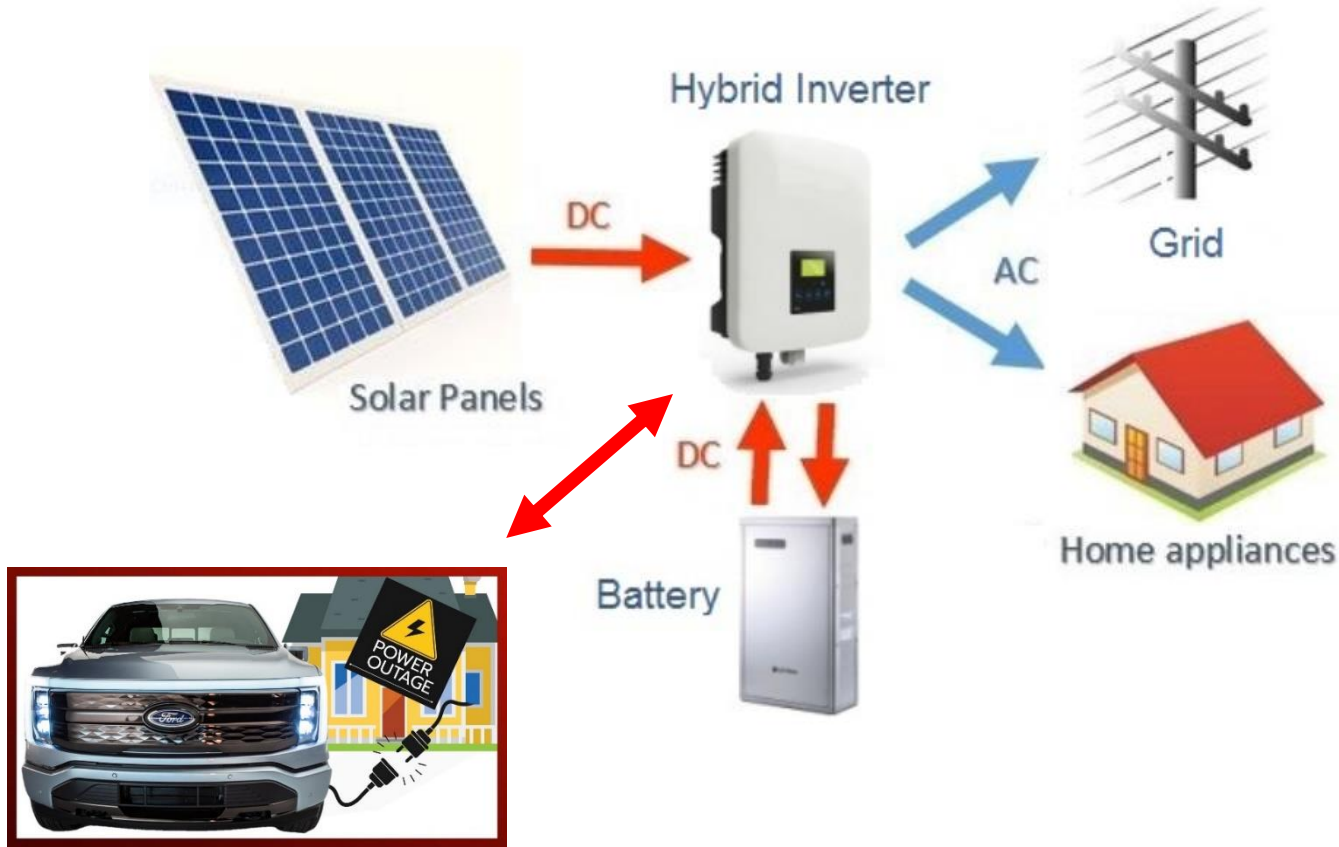 Hybrid Inverter
DC
Grid
AC
Solar Panels
DC
Home appliances
Battery
POWER
OUTAGE
Ford